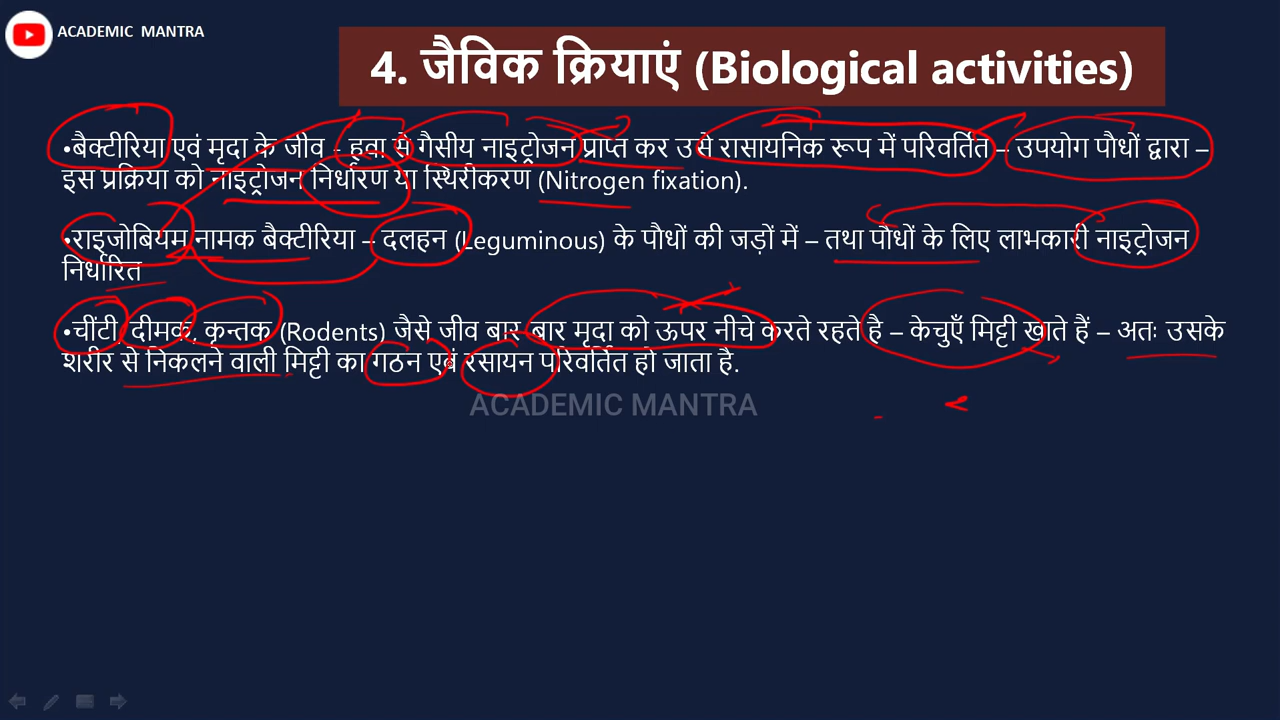 ACADEMIC MANTRA
4. जैविक क्रियाएं (Biological activities)
•बैक्टीरिया एवं मृदा के जीव - हवा से गैसीय नाइट्रोजन प्राप्त कर उसे रासायनिक रूप में परिवर्तित – उपयोग पौधों द्वारा –
इस प्रक्रिया को नाइट्रोजन निर्धारण या स्थिरीकरण (Nitrogen fixation).
•राइजोबियम नामक बैक्टीरिया – दलहन (Leguminous) के पौधों की जड़ों में – तथा पौधों के लिए लाभकारी नाइट्रोजन
निर्धारित
•चींटी, दीमक, कृन्तक (Rodents) जैसे जीव बार-बार मृदा को ऊपर नीचे करते रहते है – केचुएँ मिट्टी खाते हैं – अतः उसके
शरीर से निकलने वाली मिट्टी का गठन एवं रसायन परिवर्तित हो जाता है.
ACADEMIC MANTRA